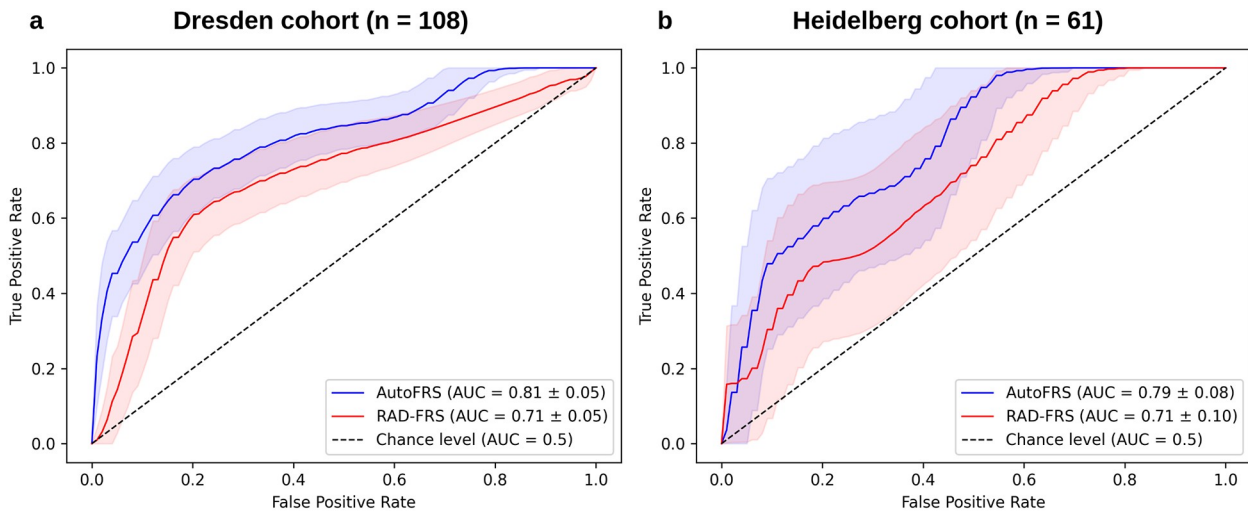 a
Dresden cohort (n = 108)
1.0
0.8
0.6
0.4
0.2
0.0
True Positive Rate
AutoFRS (AUC = 0.81 ± 0.05)
RAD-FRS (AUC = 0.71 ± 0.05)
Chance level (AUC = 0.5)
0.0 0.2 0.4 0.6 0.8 1.0
False Positive Rate
b
Heidelberg cohort (n = 61)
1.0
0.8
0.6
0.4
0.2
0.0
True Positive Rate
AutoFRS (AUC = 0.79 ± 0.08)
RAD-FRS (AUC = 0.71 ± 0.10)
Chance level (AUC = 0.5)
0.0 0.2 0.4 0.6 0.8 1.0
False Positive Rate